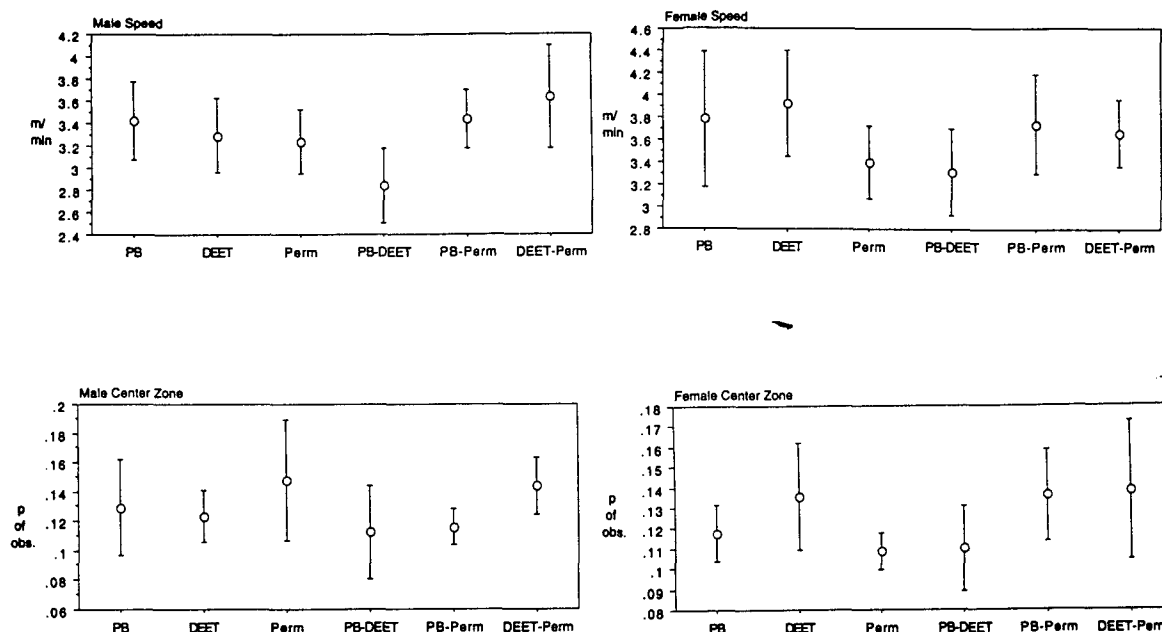 Male Speed
4.2
4
3.8
3.6
3.4
3.2
3
2.8
2.6
2.4
m/
min
PB DEET Perm PB-DEET PB-Perm DEET-Perm
Female Speed
4.6
4.4
4.2
4
3.8
3.6
3.4
3.2
3
2.8
m/
min
PB DEET Perm PB-DEET PB-Perm DEET-Perm
Male Center Zone
.2
.18
.16
.14
.12
.1
.08
.06
p
of
obs.
PB DEET Perm PB-DEET PB-Perm DEET-Perm
Female Center Zone
.18
.17
.16
.15
.14
.13
.12
.11
.1
.09
.08
p
of
obs.
PB DEET Perm PB-DEET PB-Perm DEET-Perm